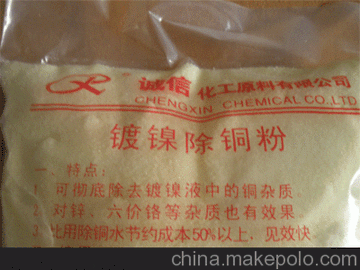 诚信化工原料有限公司
CHENGXIN CHEMICAL CO.,LTD
镀镍除铜粉
一、特点:
1 可彻底除去镀镍液中的铜杂质
对锌、六价铬等杂质也有效果
比用除铜水节约成本50%以上,见效快
china.makepolo.com